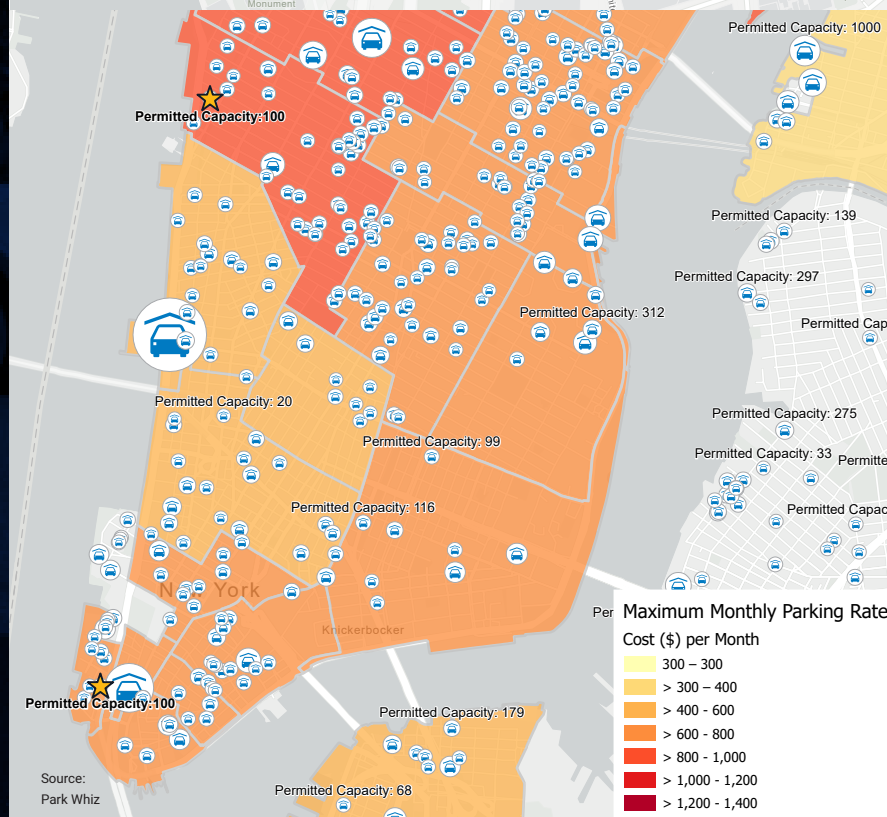 Monument
Permitted Capacity: 1000
Permitted Capacity:100
Permitted Capacity: 139
Permitted Capacity: 297
Permitted Capacity: 312
Permitted Cap
Permitted Capacity: 20
Permitted Capacity: 275
Permitted Capacity: 99
Permitted Capacity: 33
Permitte
Permitted Capacity: 116
Permitted Capac
New York
Per
Knickerbocker
Permitted Capacity:100
Permitted Capacity: 179
Permitted Capacity: 68
Maximum Monthly Parking Rate
Cost ($) per Month
300 – 300
> 300 – 400
> 400 - 600
> 600 - 800
> 800 - 1,000
> 1,000 - 1,200
> 1,200 - 1,400
Source:
Park Whiz